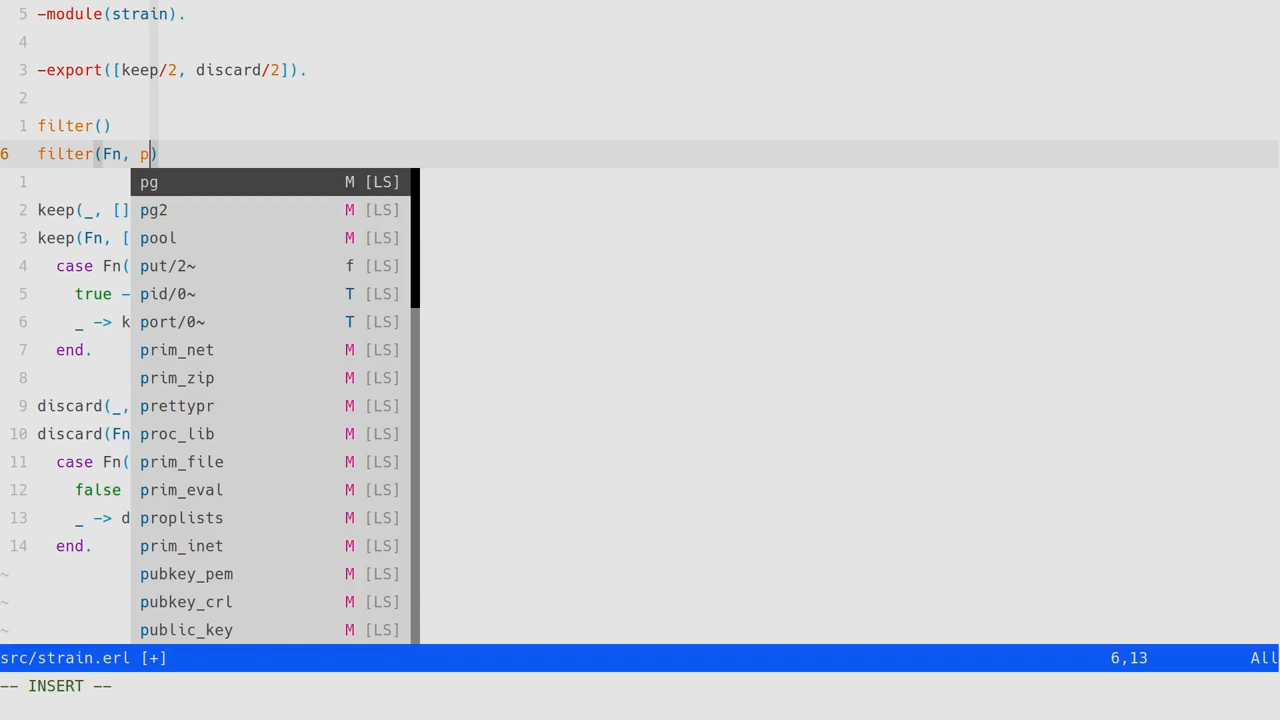 5 -module(strain).
4
3 -export([keep/2, discard/2]).
2
1 filter()
6 filter(Fn, p)
1 pg M [LS]
2 keep(_, [] pg2 M [LS]
3 keep(Fn, [ pool M [LS]
4 case Fn( put/2~ f [LS]
5 true – pid/0~ T [LS]
6 _ -> k port/0~ T [LS]
7 end. prim_net M [LS]
8 prim_zip M [LS]
9 discard(_, prettypr M [LS]
10 discard(Fn proc_lib M [LS]
11 case Fn( prim_file M [LS]
12 false prim_eval M [LS]
13 _ -> d proplists M [LS]
14 end. prim_inet M [LS]
~ pubkey_pem M [LS]
~ pubkey_crl M [LS]
~ public_key M [LS]
src/strain.erl [+] 6,13 All
-- INSERT --